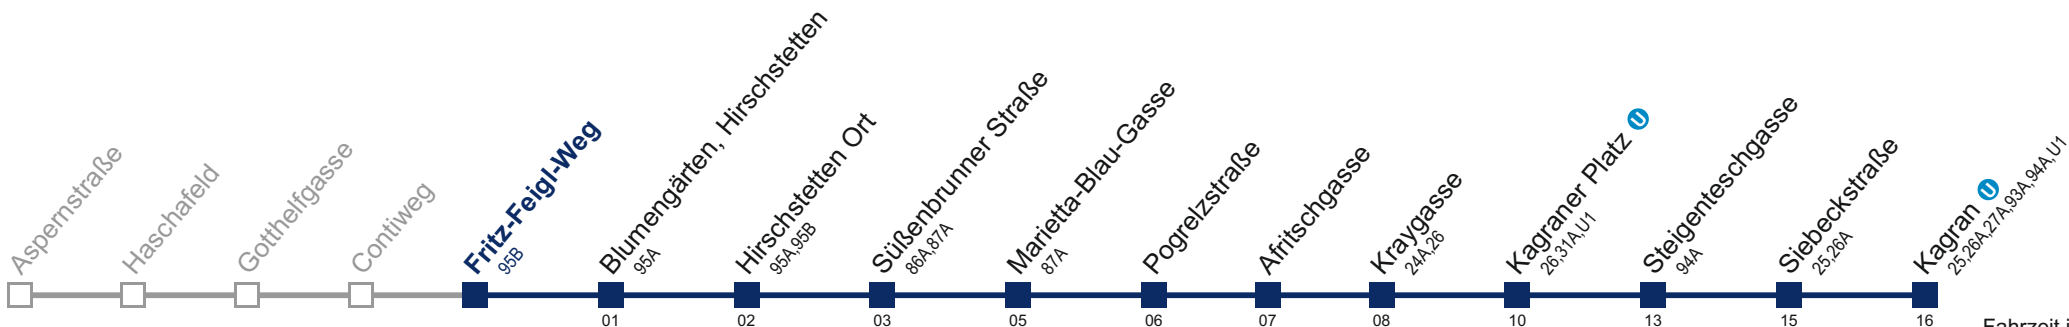 Aspernstraße
Haschafeld
Gotthelfgasse
Contiweg
Fritz-Feigl-Weg
95B
Blumengärten, Hirschstetten
95A
Hirschstetten Ort
95A,95B
Süßenbrunner Straße
86A,87A
Marietta-Blau-Gasse
87A
Pogrelzstraße
Afritschgasse
Kraygasse
24A,26
Kagraner Platz U
26,31A,U1
Steigenteschgasse
94A
Siebeckstraße
25,26A
Kagran U
25,26A,27A,93A,94A,U1
01 02 03 05 06 07 08 10 13 15 16
Fahrzeit